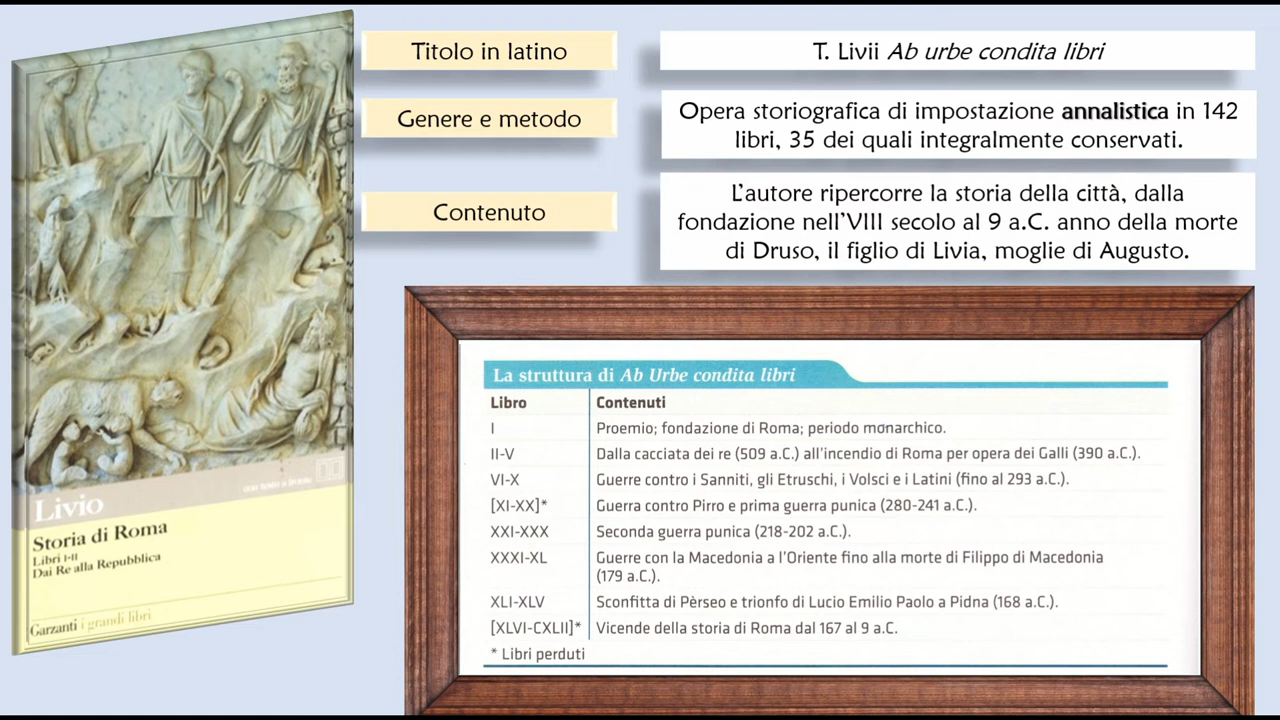 Titolo in latino
T. Livii Ab urbe condita libri
Genere e metodo
Opera storiografica di impostazione annalistica in 142
libri, 35 dei quali integralmente conservati.
Contenuto
L'autore ripercorre la storia della città, dalla
fondazione nell'VIII secolo al 9 a.C. anno della morte
di Druso, il figlio di Livia, moglie di Augusto.
Livio
Storia di Roma
Libri I-II
Dai Re alla Repubblica
Garzanti i grandi libri
La struttura di Ab Urbe condita libri
Libro Contenuti
I Proemio; fondazione di Roma; periodo monarchico.
II-V Dalla cacciata dei re (509 a.C.) all'incendio di Roma per opera dei Galli (390 a.C.).
VI-X Guerre contro i Sanniti, gli Etruschi, i Volsci e i Latini (fino al 293 a.C.).
[XI-XX]* Guerra contro Pirro e prima guerra punica (280-241 a.C.).
XXI-XXX Seconda guerra punica (218-202 a.C.).
XXXI-XL Guerre con la Macedonia a l'Oriente fino alla morte di Filippo di Macedonia
(179 a.C.).
XLI-XLV Sconfitta di Pèrseo e trionfo di Lucio Emilio Paolo a Pidna (168 a.C.).
[XLVI-CXLII]* Vicende della storia di Roma dal 167 al 9 a.C.
* Libri perduti